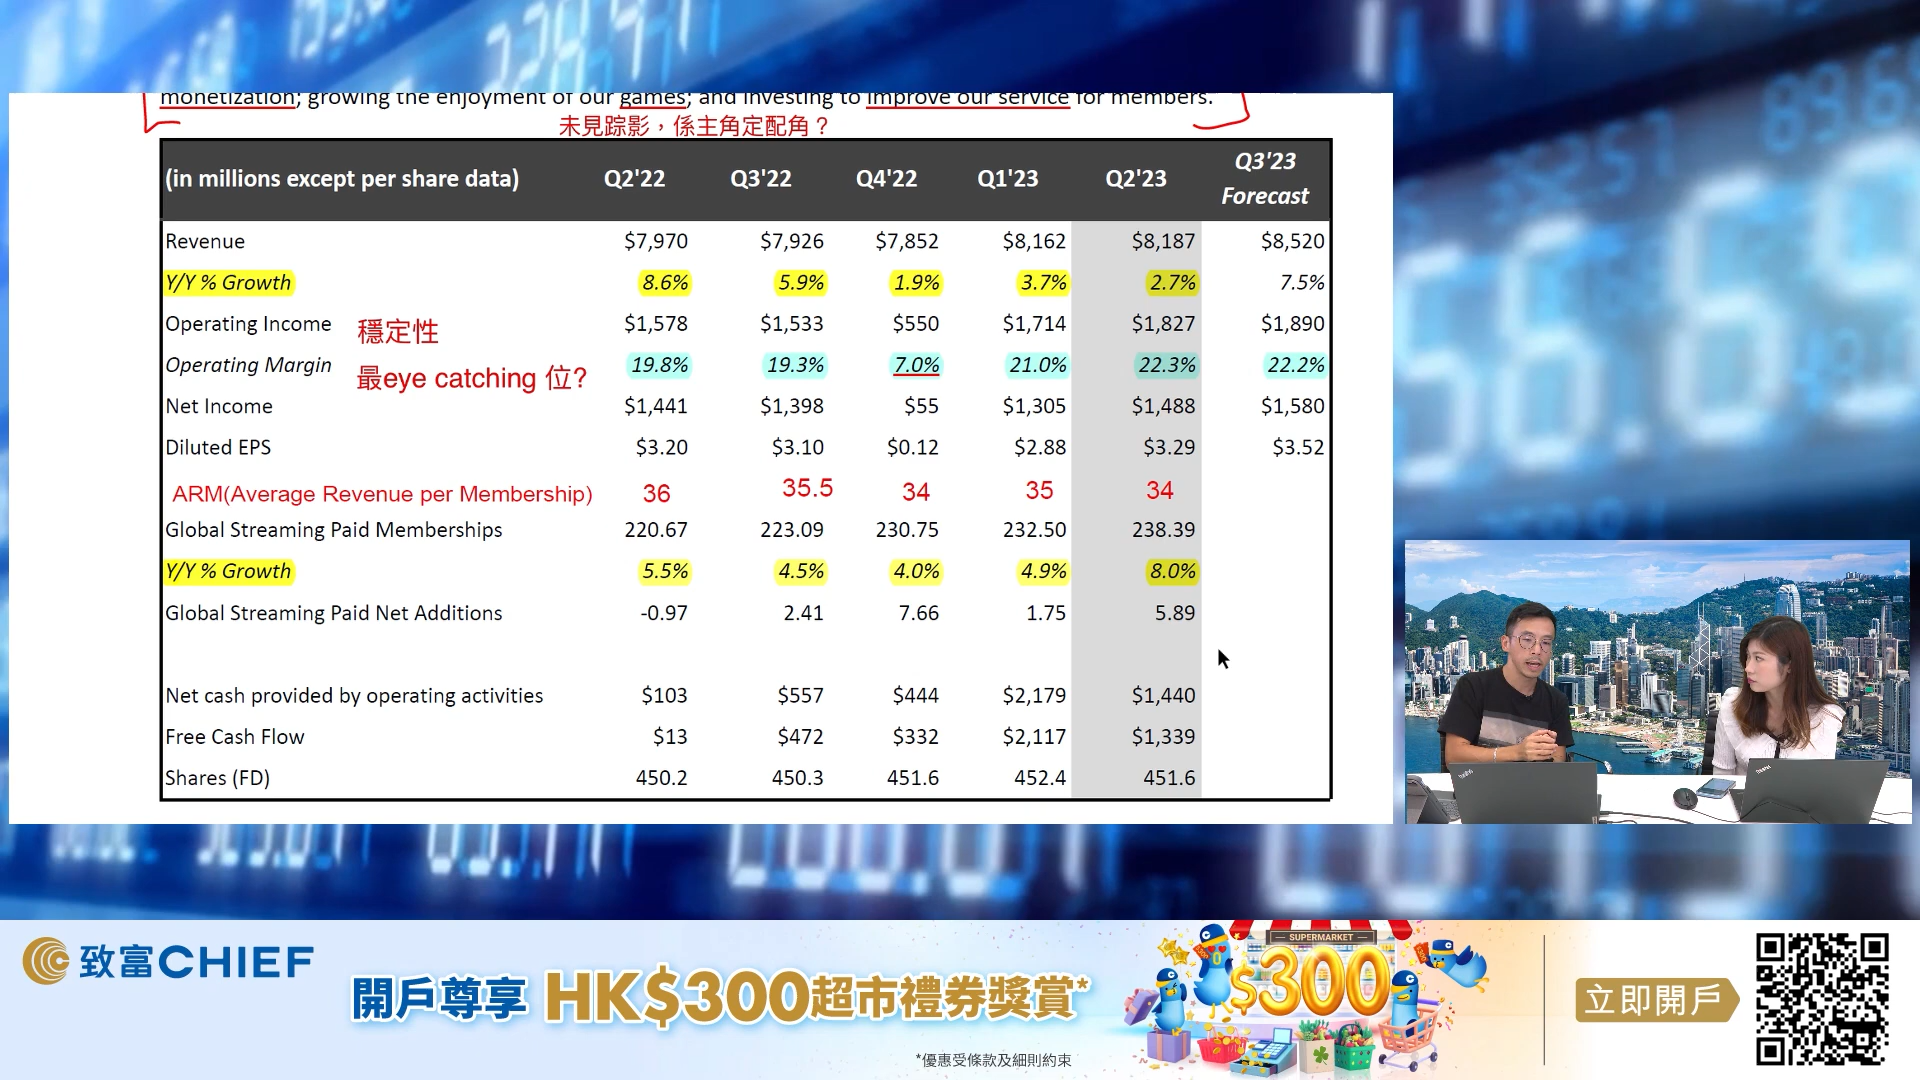 monetization; growing the enjoyment of our games; and investing to improve our service for members.
未見踪影，係主角定配角？
(in millions except per share data) Q2'22 Q3'22 Q4'22 Q1'23 Q2'23 Q3'23 Forecast
Revenue $7,970 $7,926 $7,852 $8,162 $8,187 $8,520
Y/Y % Growth 8.6% 5.9% 1.9% 3.7% 2.7% 7.5%
Operating Income 穩定性 $1,578 $1,533 $550 $1,714 $1,827 $1,890
Operating Margin 最eye catching 位? 19.8% 19.3% 7.0% 21.0% 22.3% 22.2%
Net Income $1,441 $1,398 $55 $1,305 $1,488 $1,580
Diluted EPS $3.20 $3.10 $0.12 $2.88 $3.29 $3.52
ARM(Average Revenue per Membership) 36 35.5 34 35 34
Global Streaming Paid Memberships 220.67 223.09 230.75 232.50 238.39
Y/Y % Growth 5.5% 4.5% 4.0% 4.9% 8.0%
Global Streaming Paid Net Additions -0.97 2.41 7.66 1.75 5.89
Net cash provided by operating activities $103 $557 $444 $2,179 $1,440
Free Cash Flow $13 $472 $332 $2,117 $1,339
Shares (FD) 450.2 450.3 451.6 452.4 451.6
致富CHIEF
開戶尊享 HK$300超市禮券獎賞*
SUPERMARKET
$300
立即開戶
*優惠受條款及細則約束